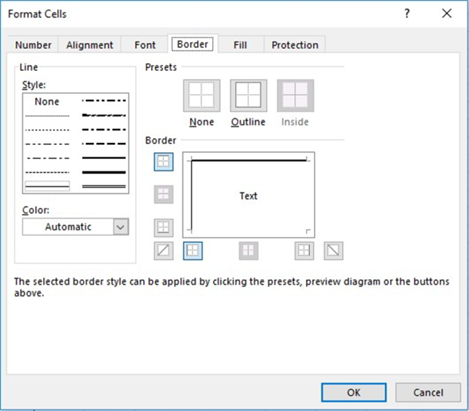 Format Cells
? X
Number Alignment Font Border Fill Protection
Line
Style:
None
Color:
Automatic
Presets
None Outline Inside
Border
Text
The selected border style can be applied by clicking the presets, preview diagram or the buttons
above.
OK Cancel